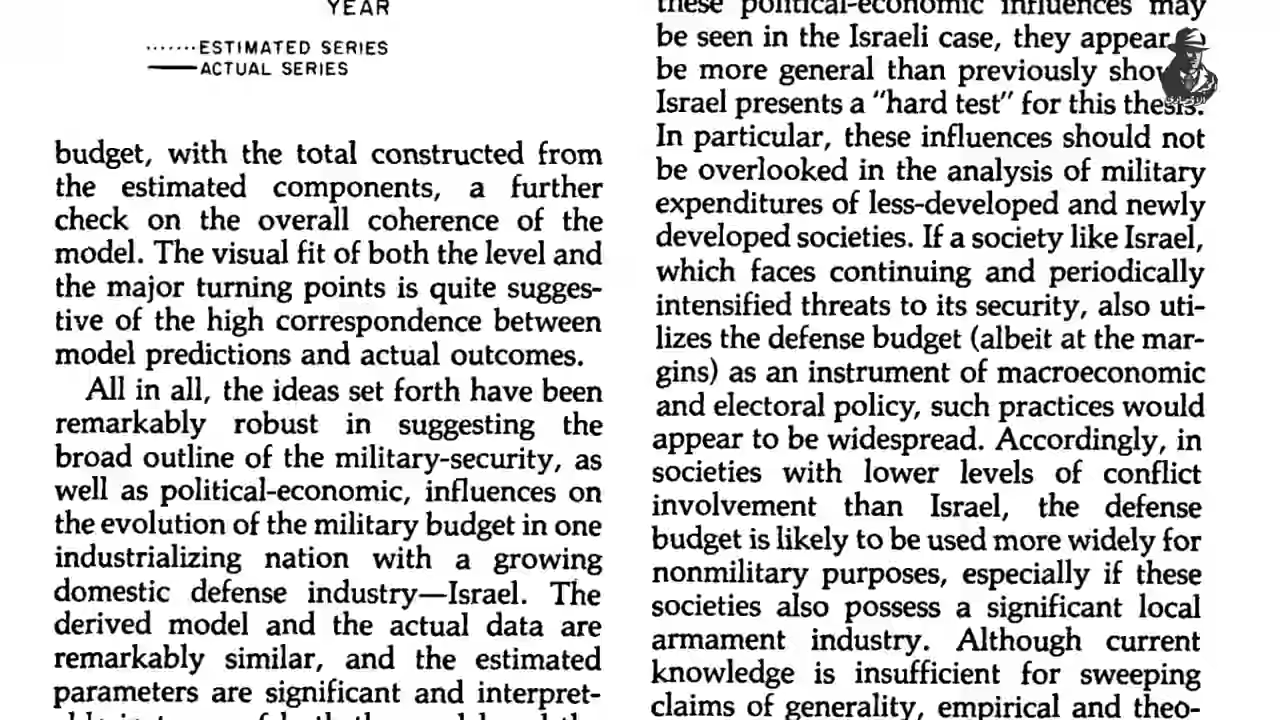 YEAR
.......ESTIMATED SERIES
——ACTUAL SERIES
budget, with the total constructed from
the estimated components, a further
check on the overall coherence of the
model. The visual fit of both the level and
the major turning points is quite sugges-
tive of the high correspondence between
model predictions and actual outcomes.
All in all, the ideas set forth have been
remarkably robust in suggesting the
broad outline of the military-security, as
well as political-economic, influences on
the evolution of the military budget in one
industrializing nation with a growing
domestic defense industry—Israel. The
derived model and the actual data are
remarkably similar, and the estimated
parameters are significant and interpret-
these political-economic influences may
be seen in the Israeli case, they appear
be more general than previously
Israel presents a "hard test" for this thesis.
In particular, these influences should not
be overlooked in the analysis of military
expenditures of less-developed and newly
developed societies. If a society like Israel,
which faces continuing and periodically
intensified threats to its security, also uti-
lizes the defense budget (albeit at the mar-
gins) as an instrument of macroeconomic
and electoral policy, such practices would
appear to be widespread. Accordingly, in
societies with lower levels of conflict
involvement than Israel, the defense
budget is likely to be used more widely for
nonmilitary purposes, especially if these
societies also possess a significant local
armament industry. Although current
knowledge is insufficient for sweeping
claims of generality, empirical and theo-